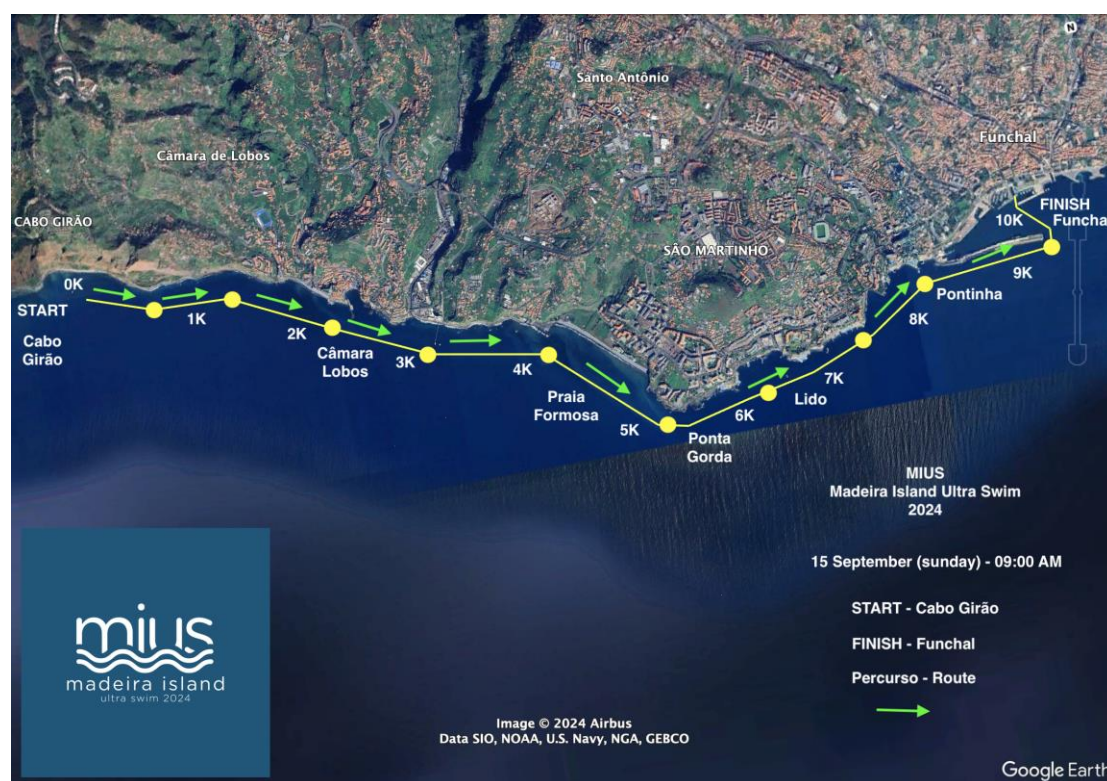 N
Santo Antônio
Funchal
Câmara de Lobos
CABO GIRÃO
SÂO MARTINHO
FINISH
Funcha
10K
0K
START
Cabo
Girão
1K
2K
Câmara
Lobos
3K
4K
Praia
Formosa
5K
Ponta
Gorda
6K
Lido
7K
8K
Pontinha
9K
MIUS
Madeira Island Ultra Swim
2024
15 September (sunday) - 09:00 AM
START - Cabo Girão
FINISH - Funchal
Percurso - Route
mius
madeira island
ultra swim 2024
Image © 2024 Airbus
Data SIO, NOAA, U.S. Navy, NGA, GEBCO
Google Earth